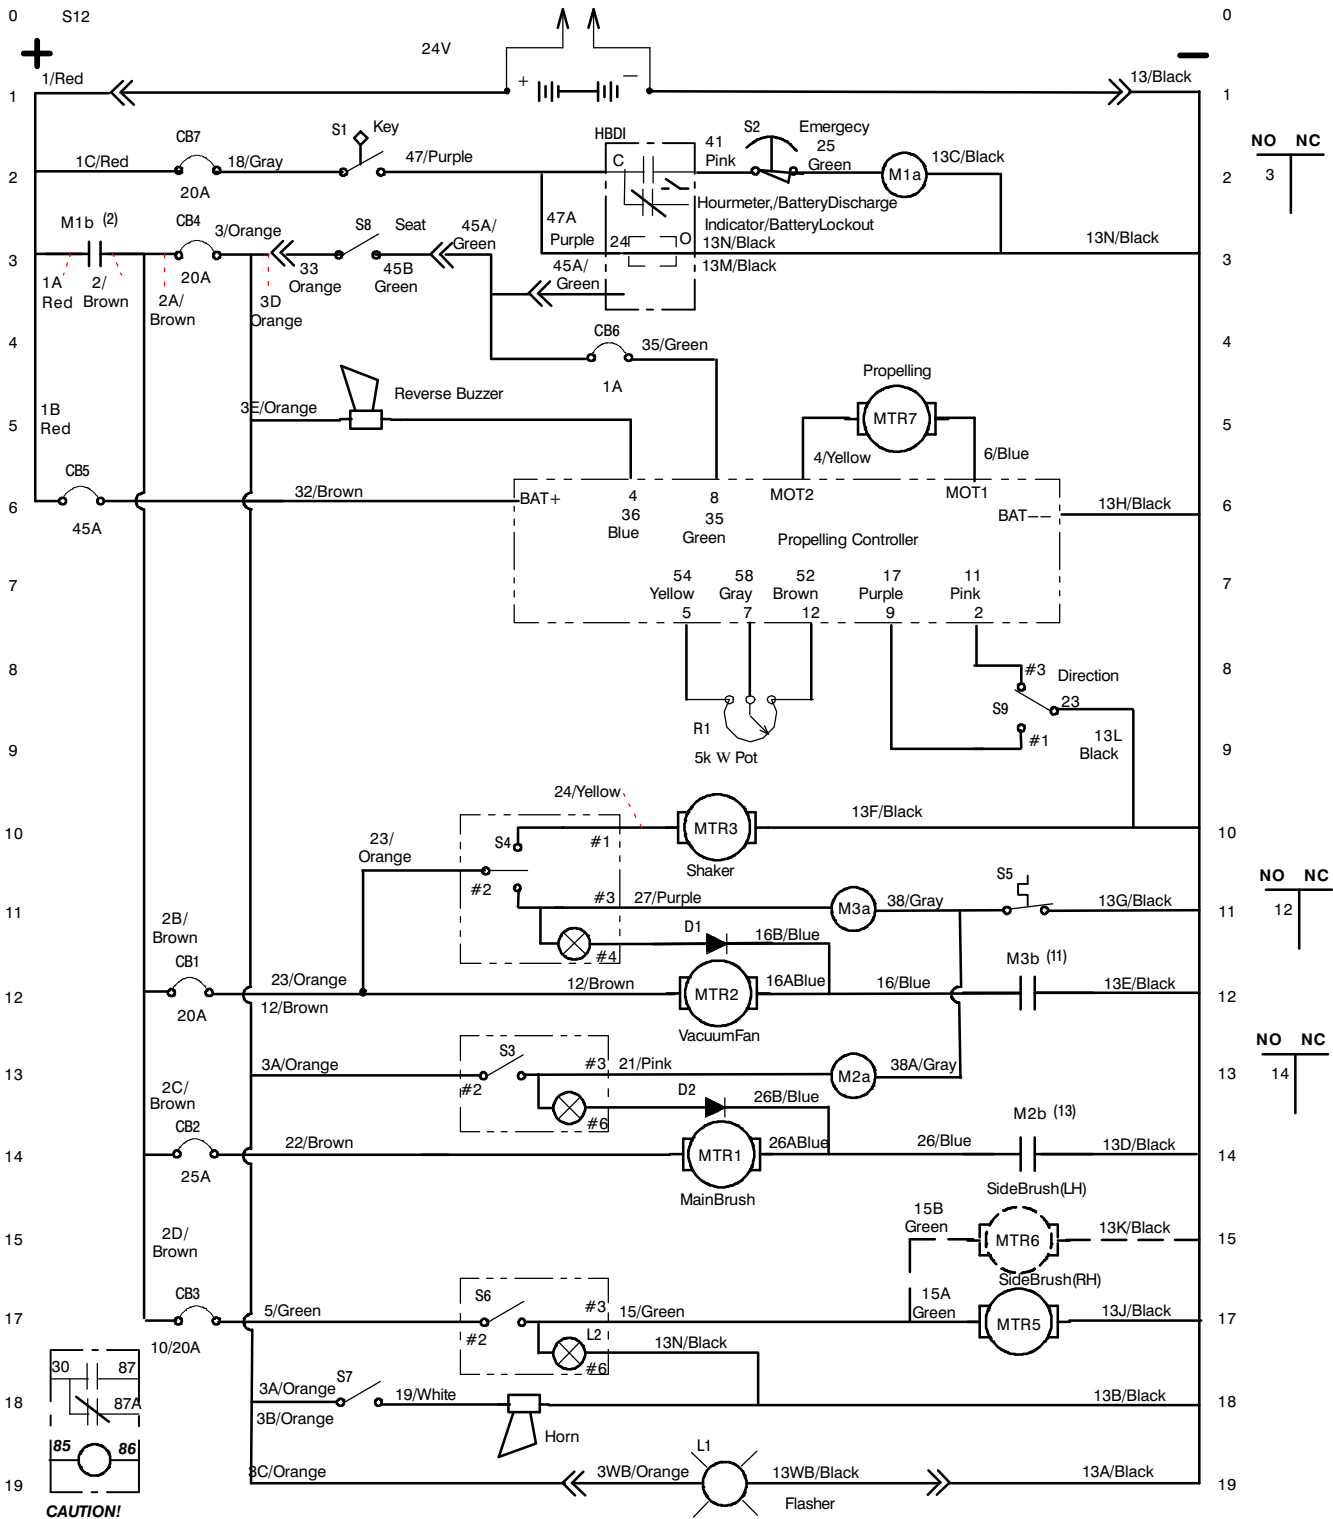 0 S12 0
24V
+ −
1/Red + − 13/Black
1 1
CB7 S1 Key HBDI 41 S2 Emergecy
NO NC
1C/Red 18/Gray 47/Purple C Pink 25 Green 13C/Black
2 20A M1a 2 3
Hourmeter,/BatteryDischarge
M1b (2) CB4 3/Orange S8 Seat 45A/ Green 47A Purple Indicator/BatteryLockout
24 O 13N/Black 13N/Black
3 20A 33 Orange 45B Green 45A/ Green 13M/Black 3
1A Red 2/ Brown 2A/ Brown 3D Orange
4 CB6 35/Green 4
1A Propelling
Reverse Buzzer
1B Red 3E/Orange MTR7
5 5
4/Yellow 6/Blue
CB5 32/Brown BAT+ 4 8 MOT2 MOT1
6 36 Blue 35 Green BAT−− 13H/Black 6
45A Propelling Controller
7 54 58 52 17 11 7
Yellow Gray Brown Purple Pink
5 7 12 9 2
8 #3 Direction 8
R1 S9 23
9 #1 13L Black 9
5k W Pot
24/Yellow
13F/Black
10 23/ Orange S4 #1 MTR3 10
Shaker
#2 S5 NO NC
#3 27/Purple 38/Gray 13G/Black
11 2B/ Brown M3a 11 12
D1 16B/Blue
CB1 #4 M3b (11)
23/Orange 12/Brown 16ABlue 16/Blue 13E/Black
12 20A 12/Brown MTR2 12
VacuumFan
NO NC
S3
3A/Orange #3 21/Pink 38A/Gray
13 #2 M2a 13 14
2C/ Brown D2 26B/Blue
CB2 #6 M2b (13)
22/Brown 26ABlue 26/Blue 13D/Black
14 25A MTR1 14
MainBrush SideBrush(LH)
15B Green 13K/Black
15 2D/ Brown MTR6 15
SideBrush(RH)
CB3 S6 15A Green
5/Green #3 15/Green 13J/Black
17 #2 MTR5 17
10/20A L2 13N/Black
30 87 #6
S7
3A/Orange 19/White 13B/Black
18 87A 3B/Orange 18
85 86 Horn
L1
3C/Orange 3WB/Orange 13WB/Black 13A/Black
19 Flasher 19
CAUTION!